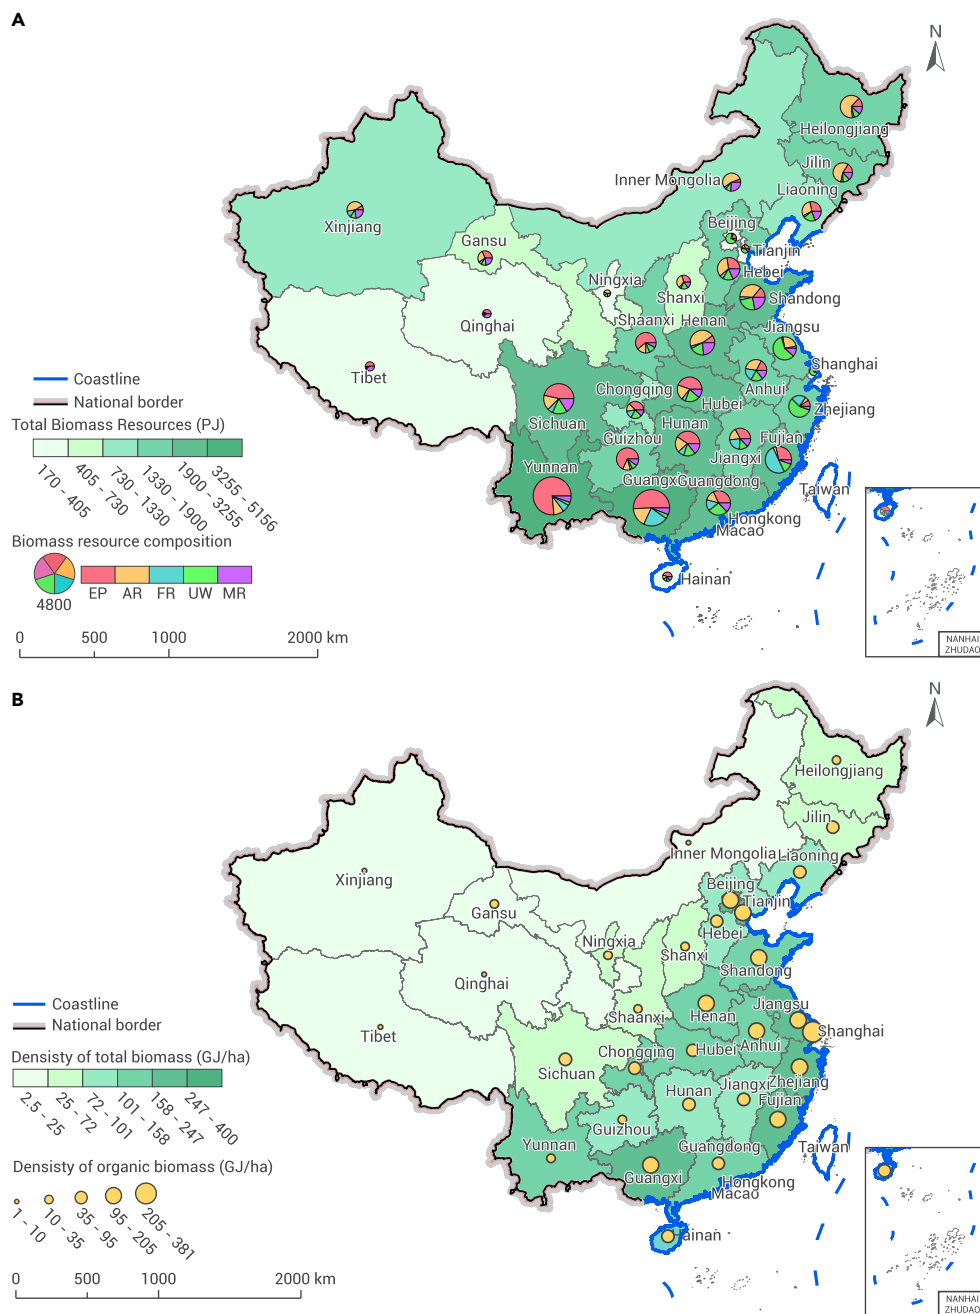 A
N
Heilongjiang
Jilin
Inner Mongolia
Liaoning
Xinjiang
Beijing
Gansu
Tianjin
Hebei
Ningxia
Shanxi
Shandong
Qinghai
Shaanxi
Henan
Jiangsu
Shanghai
Tibet
Chongqing
Anhui
Hubei
Zhejiang
Sichuan
Hunan
Guizhou
Fujian
Jiangxi
Yunnan
Guangxi
Guangdong
Taiwan
Hongkong
Macao
Hainan
Coastline
National border
Total Biomass Resources (PJ)
170 - 405
405 - 730
730 - 1330
1330 - 1900
1900 - 3255
3255 - 5156
Biomass resource composition
4800
EP AR FR UW MR
0 500 1000 2000 km
NANHAI
ZHUDAO
B
N
Heilongjiang
Jilin
Inner Mongolia
Liaoning
Xinjiang
Beijing
Tianjin
Gansu
Hebei
Ningxia
Shanxi
Shandong
Qinghai
Shaanxi
Henan
Jiangsu
Shanghai
Tibet
Chongqing
Hubei
Anhui
Sichuan
Zhejiang
Hunan
Jiangxi
Fujian
Guizhou
Yunnan
Guangdong
Taiwan
Guangxi
Hongkong
Macao
ainan
Coastline
National border
Densisty of total biomass (GJ/ha)
2.5 - 25
25 - 72
72 - 101
101 - 158
158 - 247
247 - 400
Densisty of organic biomass (GJ/ha)
1 - 10
10 - 35
35 - 95
95 - 205
205 - 381
0 500 1000 2000 km
NANHAI
ZHUDAO